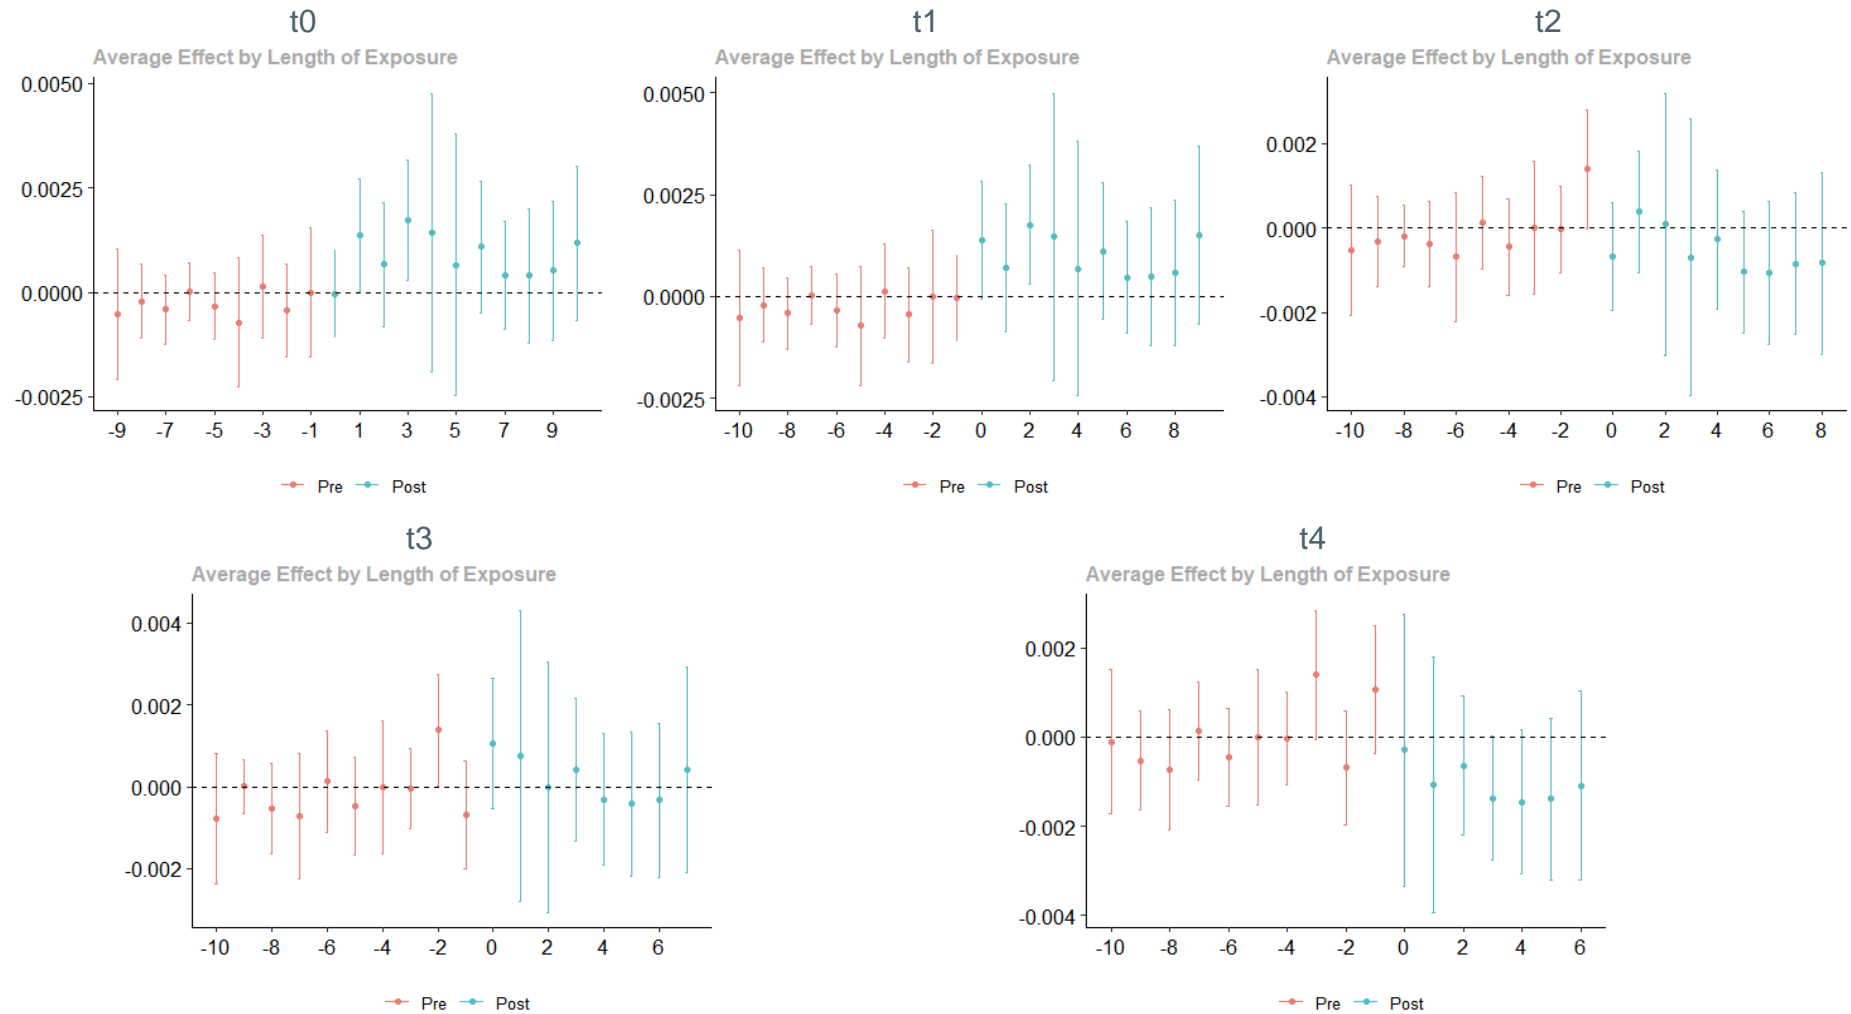 t0
Average Effect by Length of Exposure
0.0050
0.0025
0.0000
-0.0025
-9 -7 -5 -3 -1 1 3 5 7 9
Pre Post
t1
Average Effect by Length of Exposure
0.0050
0.0025
0.0000
-0.0025
-10 -8 -6 -4 -2 0 2 4 6 8
Pre Post
t2
Average Effect by Length of Exposure
0.002
0.000
-0.002
-0.004
-10 -8 -6 -4 -2 0 2 4 6 8
Pre Post
t3
Average Effect by Length of Exposure
0.004
0.002
0.000
-0.002
-10 -8 -6 -4 -2 0 2 4 6
Pre Post
t4
Average Effect by Length of Exposure
0.002
0.000
-0.002
-0.004
-10 -8 -6 -4 -2 0 2 4 6
Pre Post